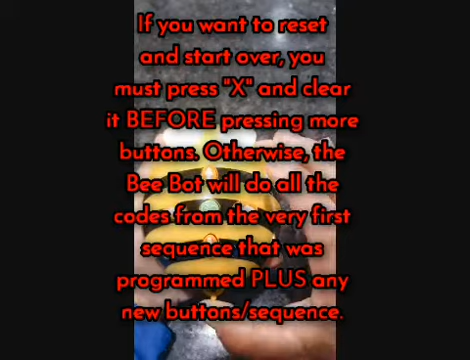 If you want to reset
and start over, you
must press "X" and clear
it BEFORE pressing more
buttons. Otherwise, the
Bee Bot will do all the
codes from the very first
sequence that was
programmed PLUS any
new buttons/sequence.